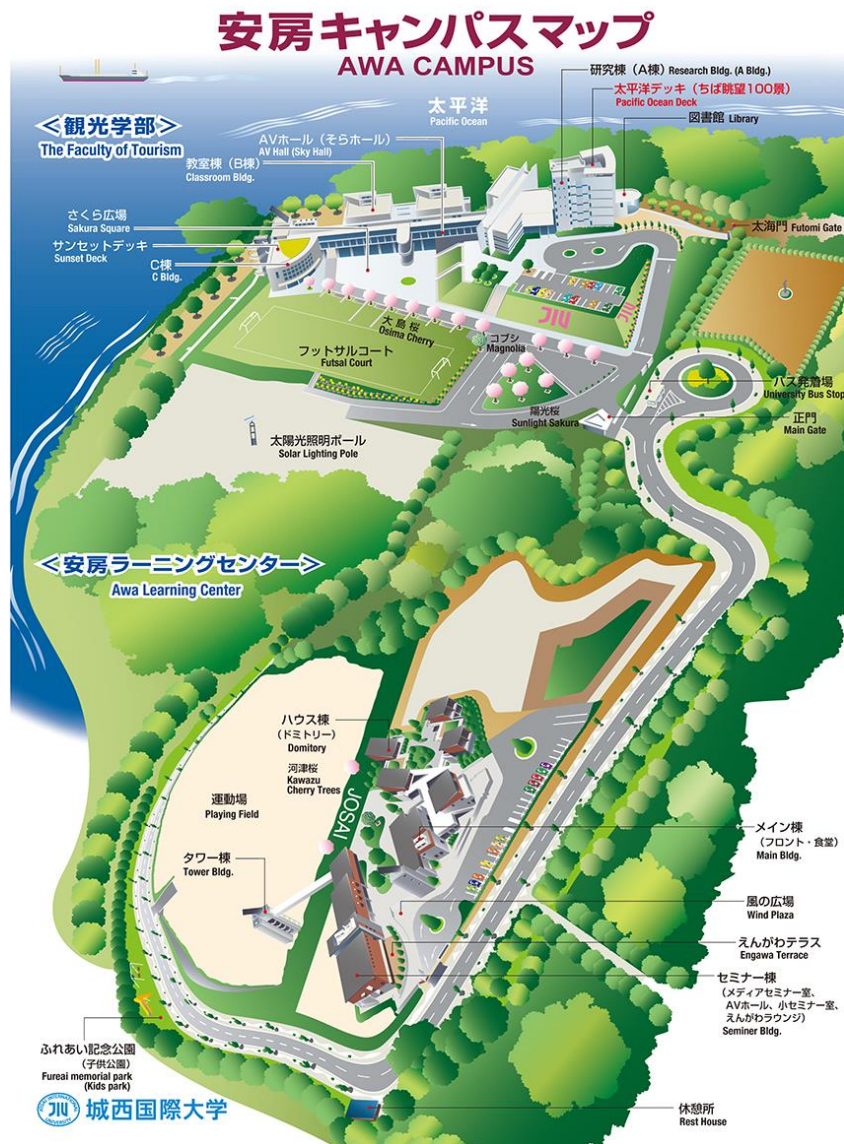 安房キャンパスマップ
AWA CAMPUS
研究棟（A棟）Research Bldg. (A Bldg.)
太平洋デッキ（ちば眺望100景）
Pacific Ocean Deck
図書館 Library
太平洋
Pacific Ocean
＜観光学部＞
The Faculty of Tourism
AVホール（そらホール）
AV Hall (Sky Hall)
教室棟（B棟）
Classroom Bldg.
さくら広場
Sakura Square
サンセットデッキ
Sunset Deck
C棟
C Bldg.
太海門 Futomi Gate
JIU
JIU
大島桜
Osima Cherry
コブシ
Magnolia
フットサルコート
Futsal Court
バス発着場
University Bus Stop
陽光桜
Sunlight Sakura
正門
Main Gate
太陽光照明ポール
Solar Lighting Pole
＜安房ラーニングセンター＞
Awa Learning Center
ハウス棟
（ドミトリー）
Domitory
河津桜
Kawazu
Cherry Trees
JOSAI
運動場
Playing Field
タワー棟
Tower Bldg.
メイン棟
（フロント・食堂）
Main Bldg.
風の広場
Wind Plaza
えんがわテラス
Engawa Terrace
セミナー棟
（メディアセミナー室、
AVホール、小セミナー室、
えんがわラウンジ）
Seminer Bldg.
ふれあい記念公園
（子供公園）
Fureai memorial park
(Kids park)
JOSAI INTERNATIONAL UNIVERSITY
JIU
城西国際大学
休憩所
Rest House